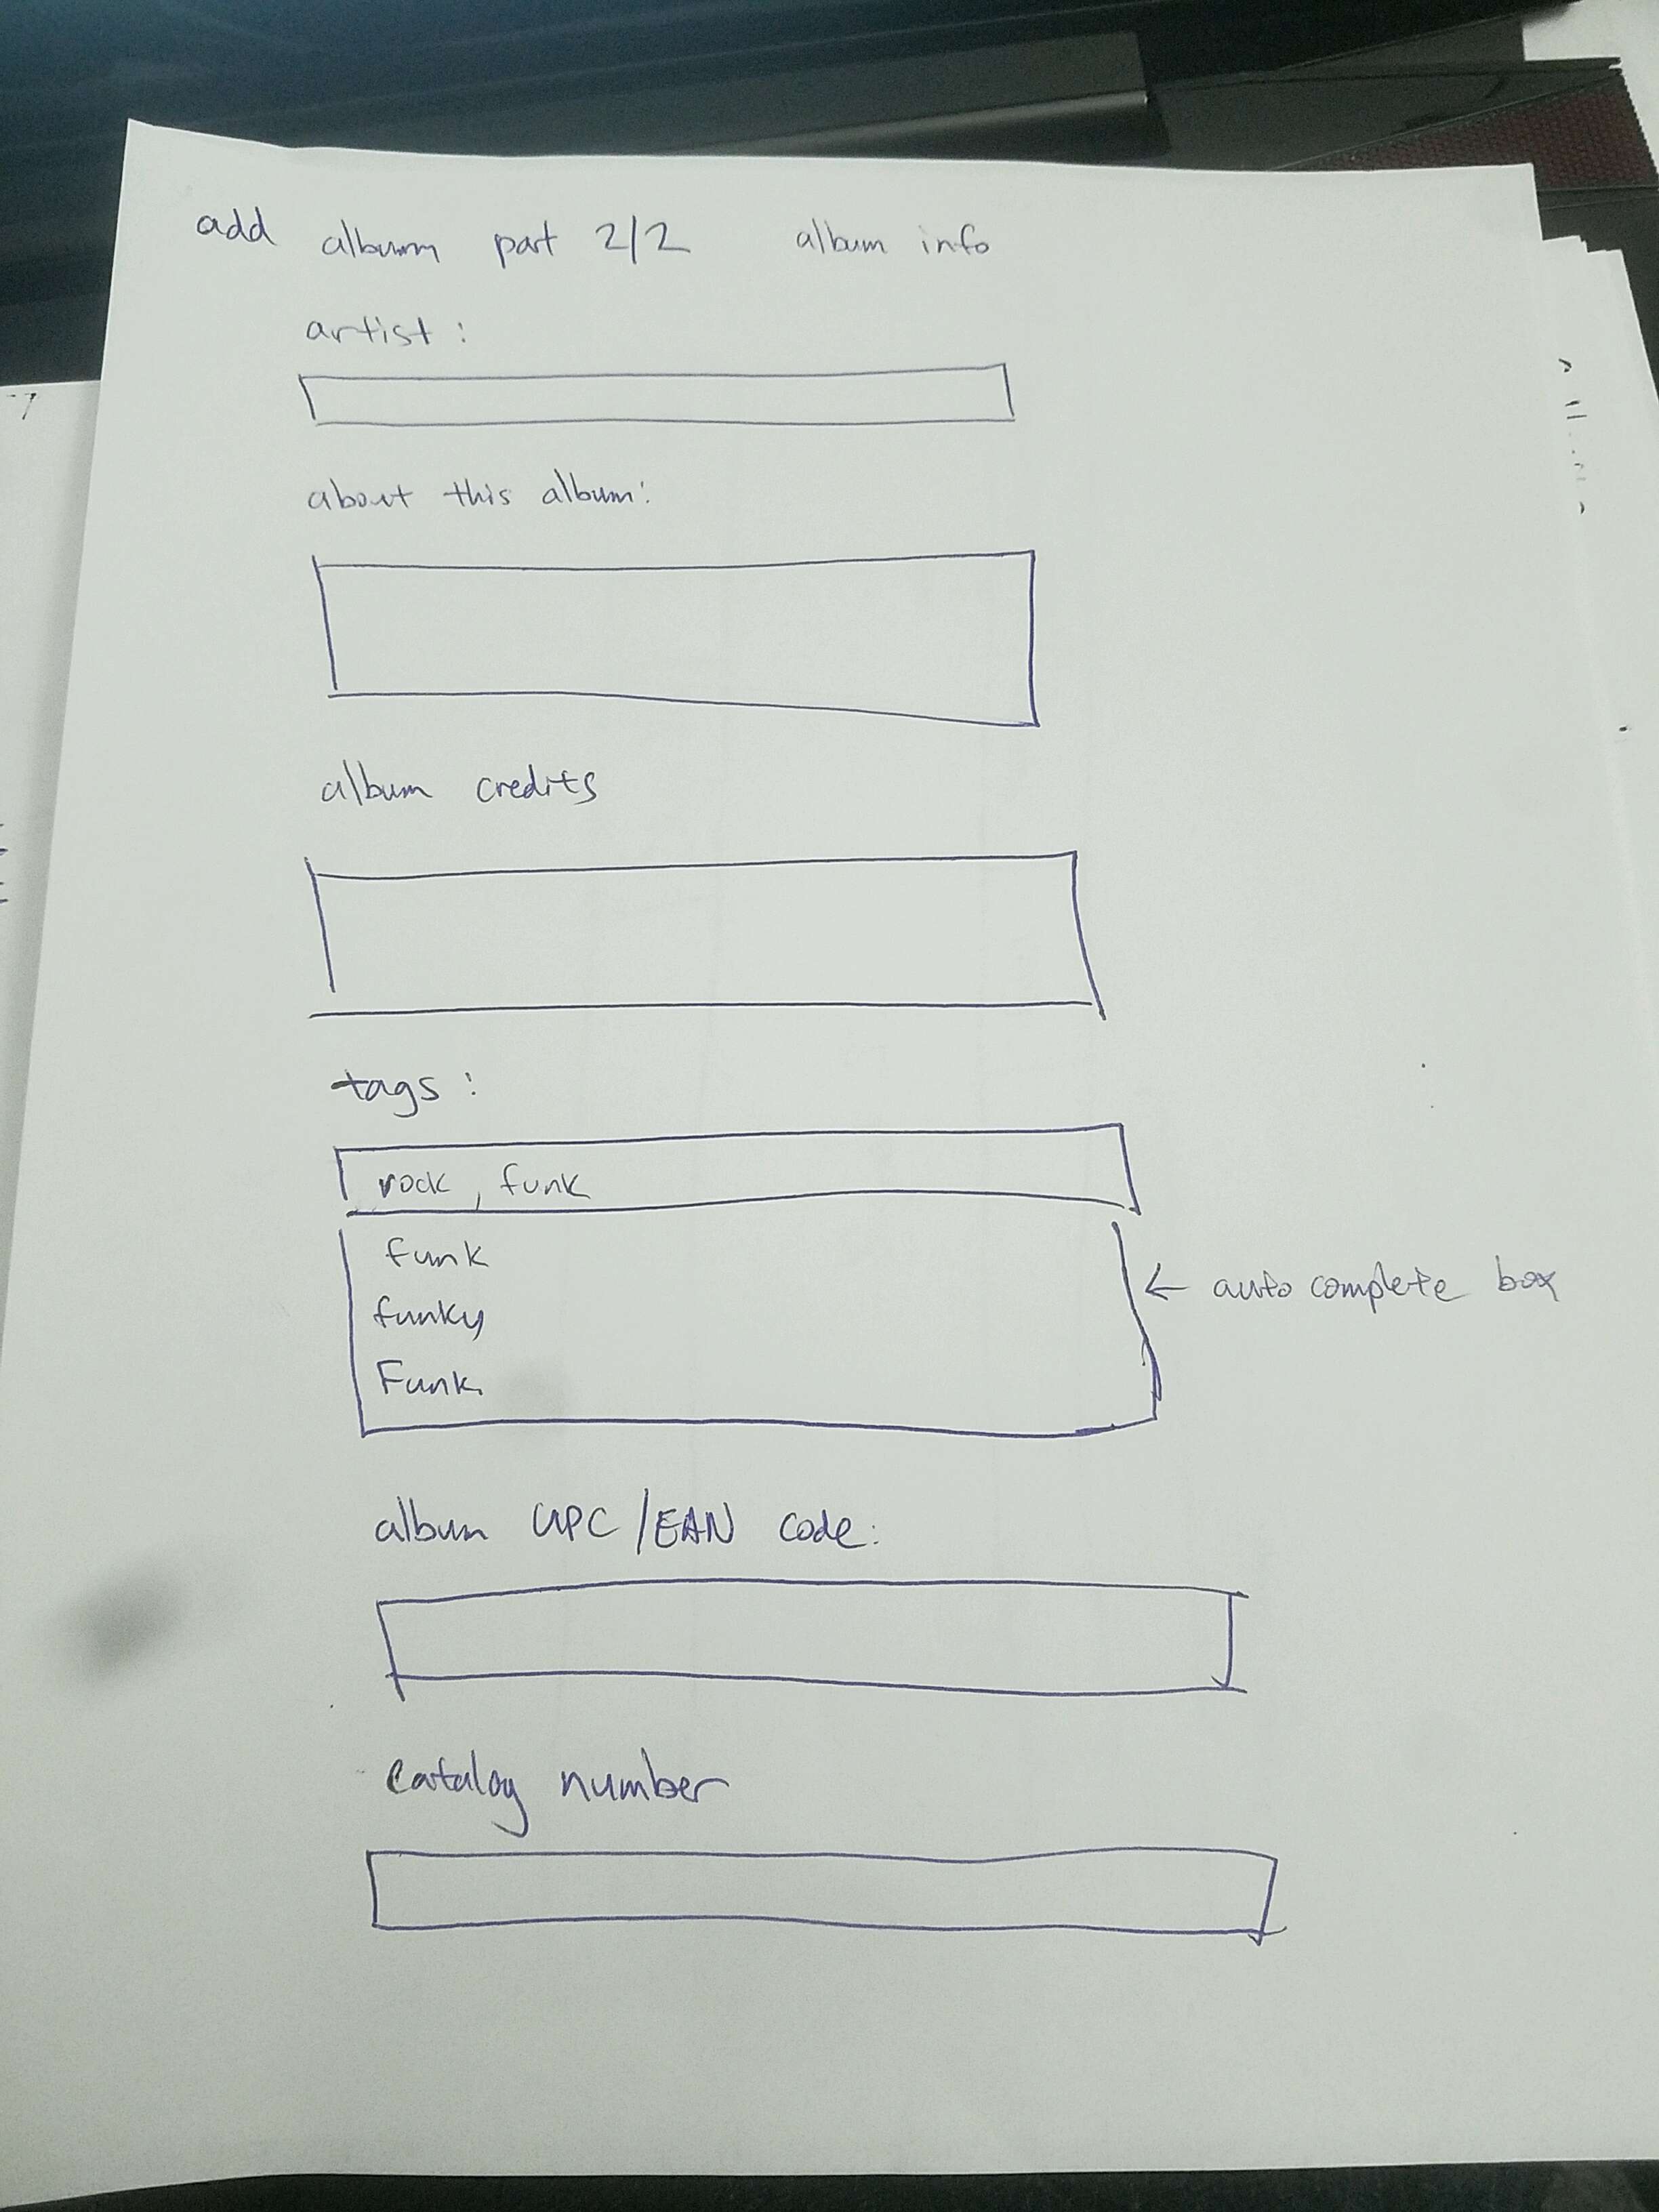 add album part 2/2 album info
artist :
about this album:
album credits
tags :
rock , funk
funk
funky
Funk
← auto complete box
album UPC/EAN code:
catalog number